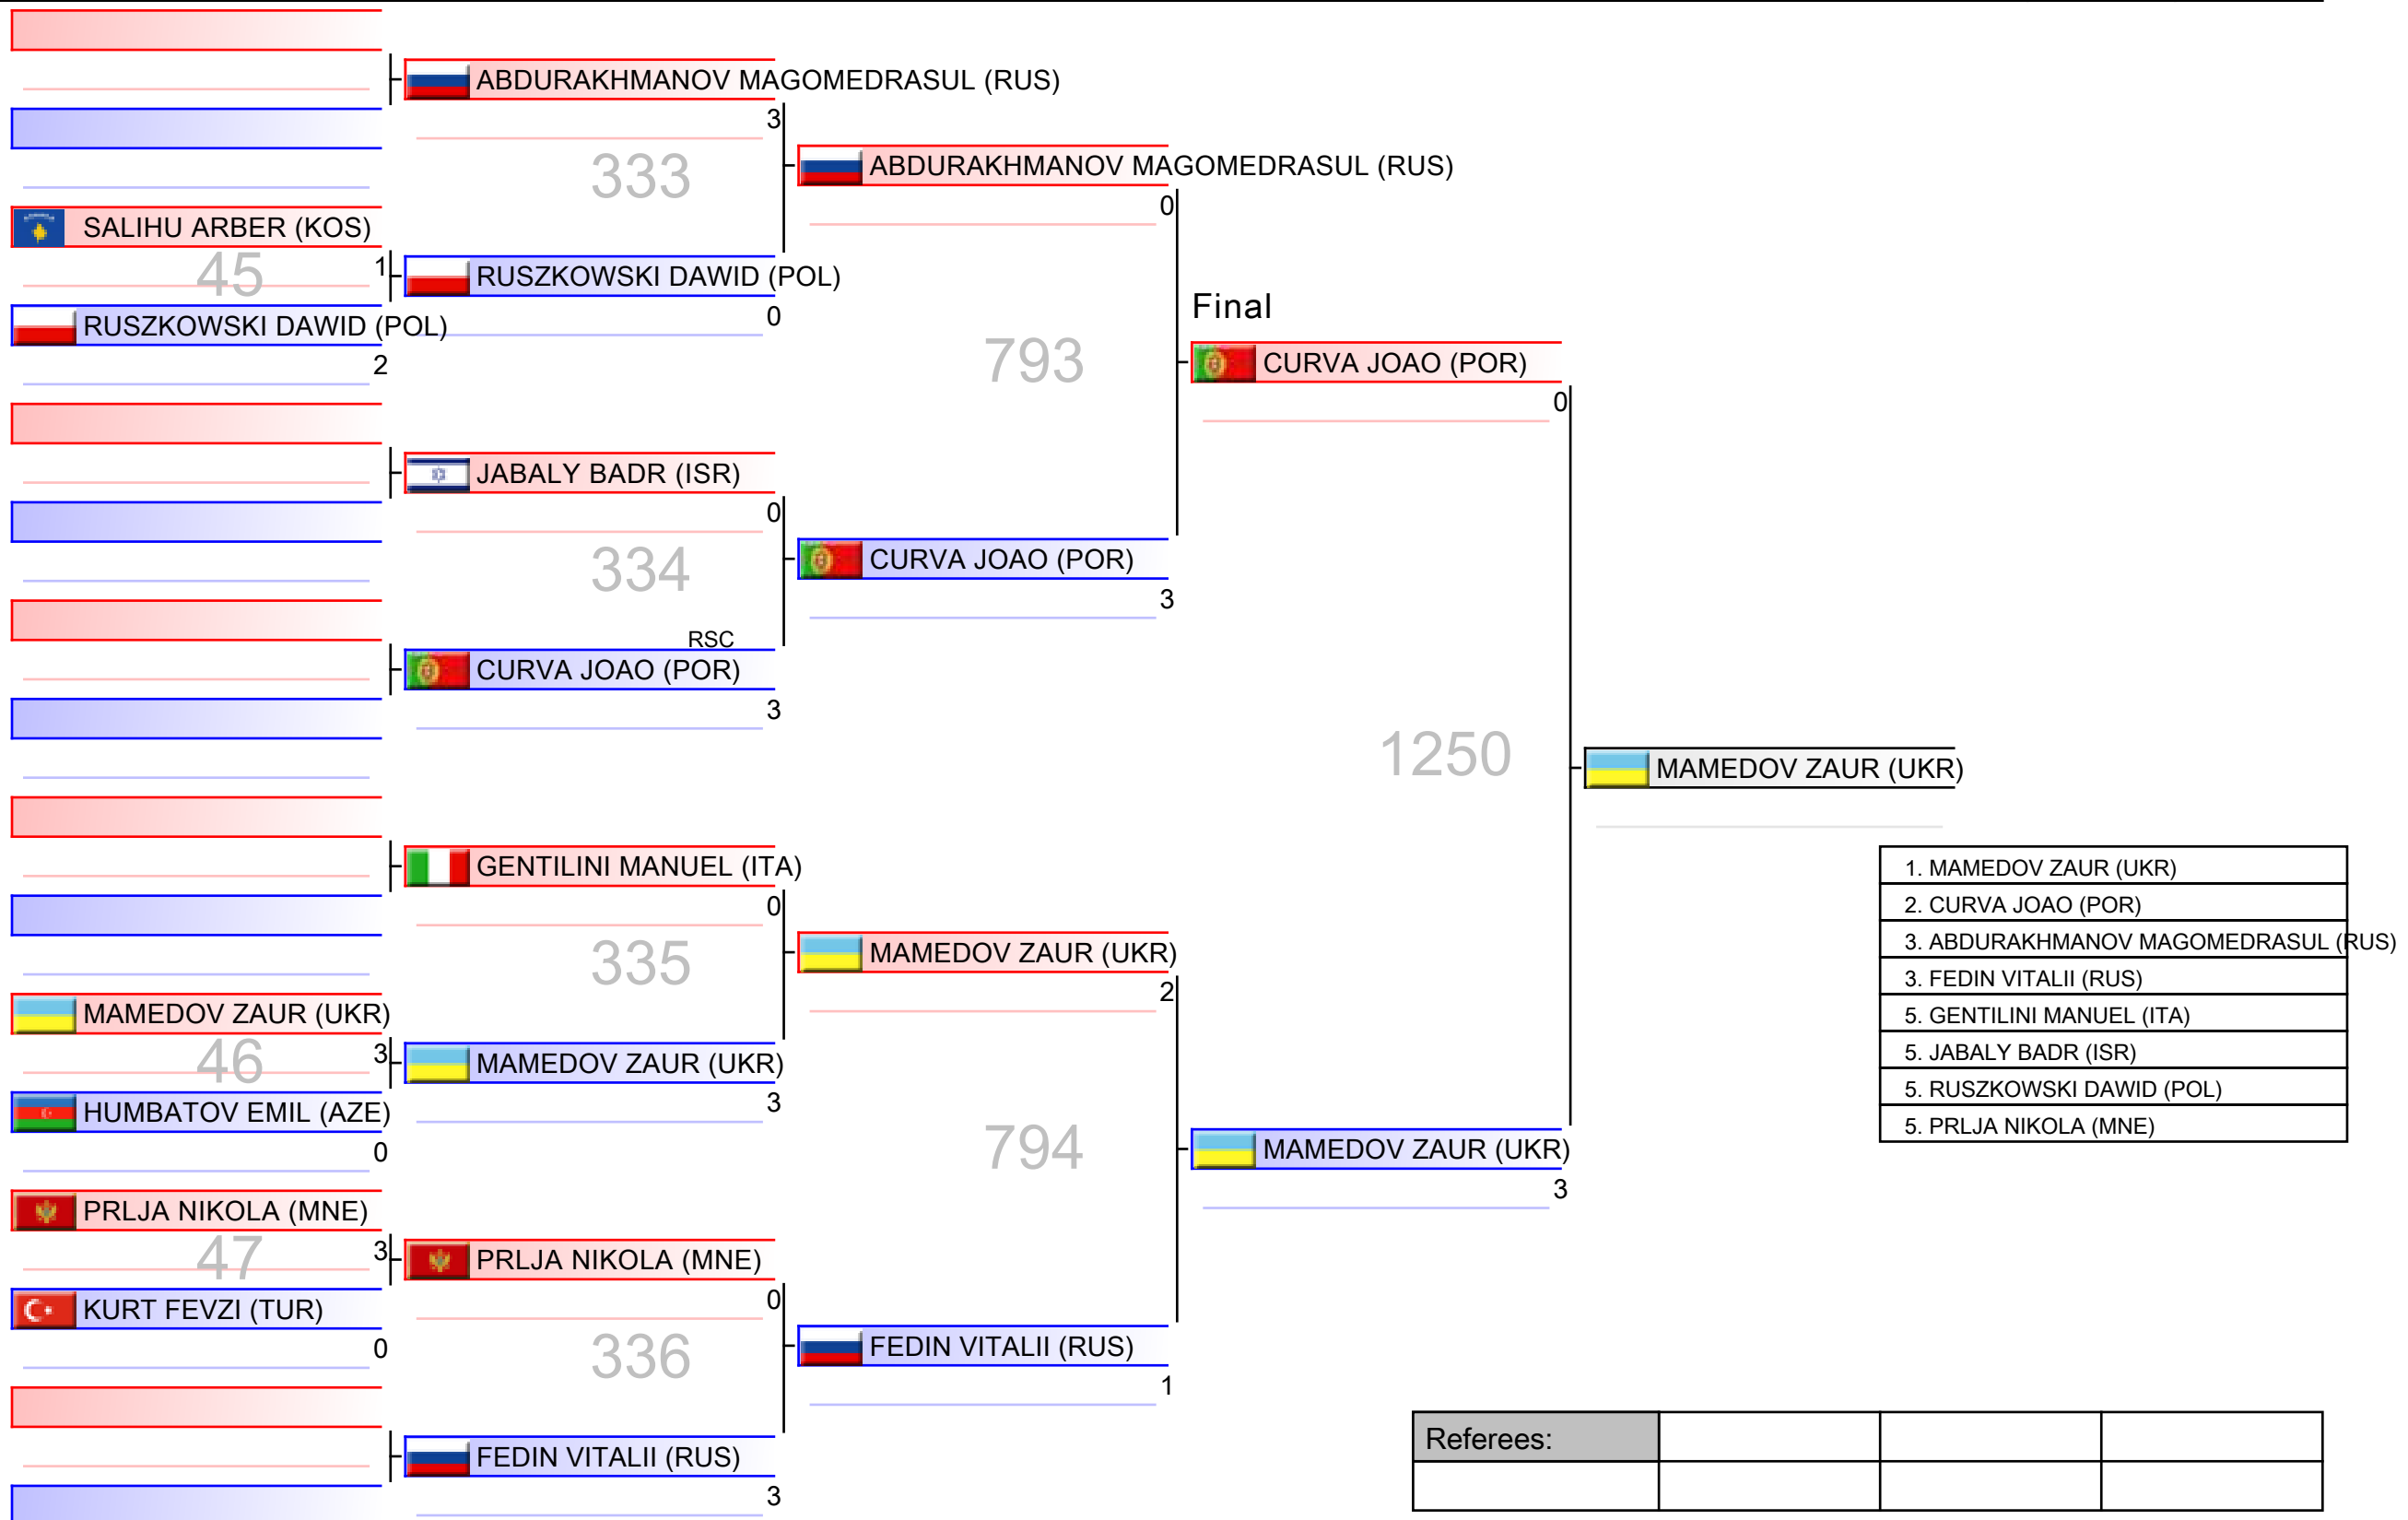 ABDURAKHMANOV MAGOMEDRASUL (RUS)
3
333
ABDURAKHMANOV MAGOMEDRASUL (RUS)
0
SALIHU ARBER (KOS)
45
1
RUSZKOWSKI DAWID (POL)
0
RUSZKOWSKI DAWID (POL)
2
Final
793
CURVA JOAO (POR)
0
JABALY BADR (ISR)
0
334
CURVA JOAO (POR)
3
RSC
CURVA JOAO (POR)
3
1250
MAMEDOV ZAUR (UKR)
GENTILINI MANUEL (ITA)
0
335
MAMEDOV ZAUR (UKR)
2
MAMEDOV ZAUR (UKR)
46
3
MAMEDOV ZAUR (UKR)
3
HUMBATOV EMIL (AZE)
0
794
MAMEDOV ZAUR (UKR)
3
PRLJA NIKOLA (MNE)
47
3
PRLJA NIKOLA (MNE)
0
KURT FEVZI (TUR)
0
336
FEDIN VITALII (RUS)
1
FEDIN VITALII (RUS)
3
1. MAMEDOV ZAUR (UKR)
2. CURVA JOAO (POR)
3. ABDURAKHMANOV MAGOMEDRASUL (RUS)
3. FEDIN VITALII (RUS)
5. GENTILINI MANUEL (ITA)
5. JABALY BADR (ISR)
5. RUSZKOWSKI DAWID (POL)
5. PRLJA NIKOLA (MNE)
Referees: